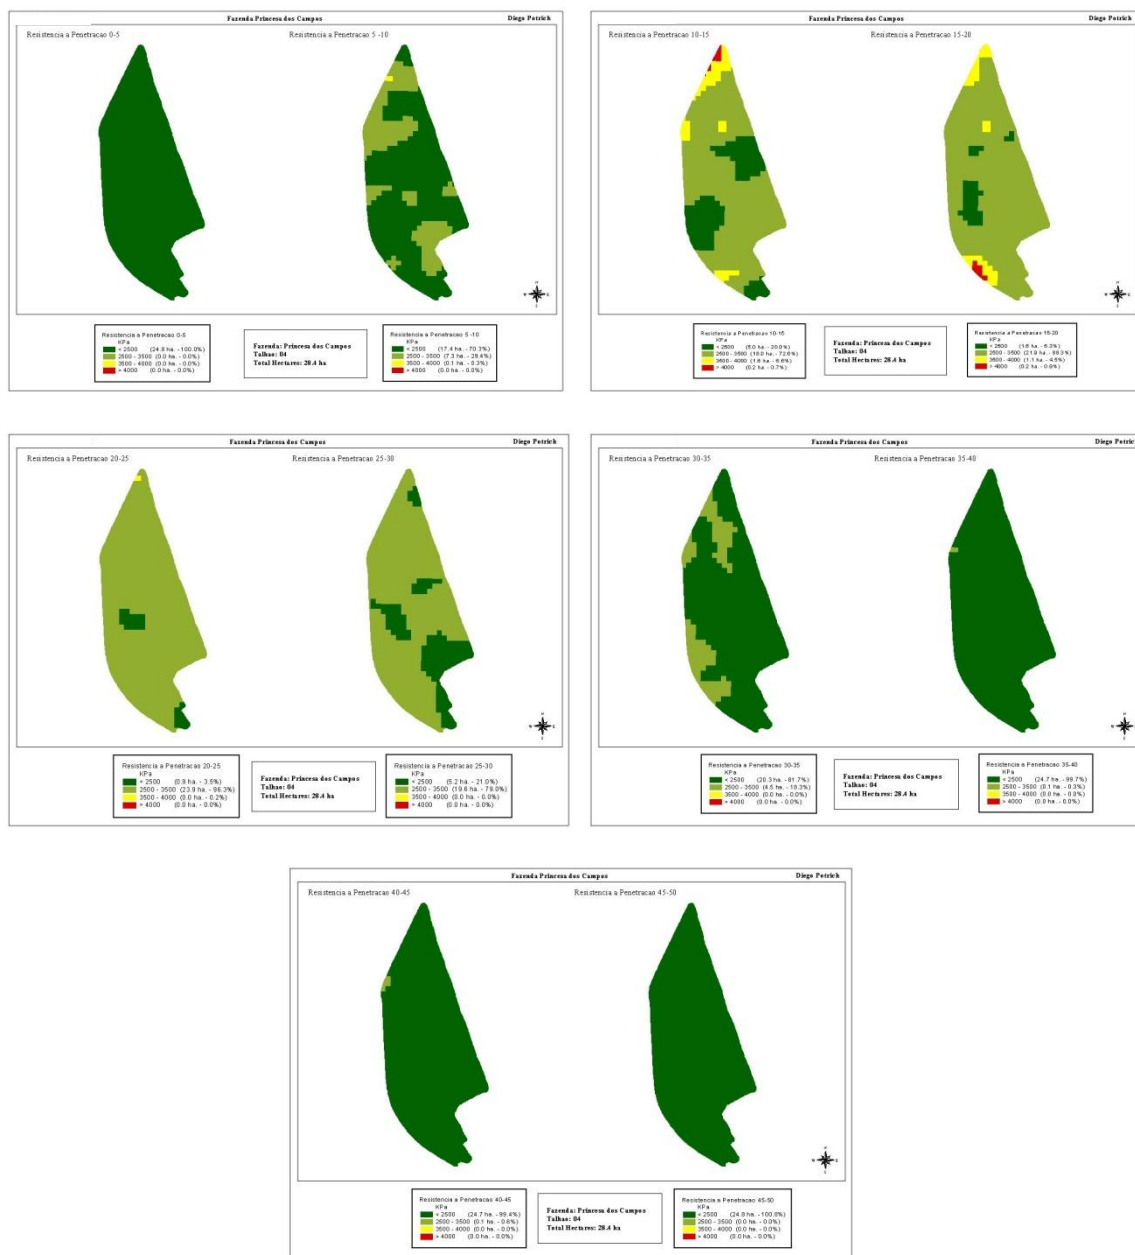 Fazenda Princesa dos Campos
Diego Potrich
Resistencia a Penetracao 0-5
Resistencia a Penetracao 5 -10
Resistencia a Penetracao 0-5
KPa
< 2500 (24.8 ha. - 100.0%)
2500 - 3500 (0.0 ha. - 0.0%)
3500 - 4000 (0.0 ha. - 0.0%)
> 4000 (0.0 ha. - 0.0%)
Fazenda: Princesa dos Campos
Talhao: 04
Total Hectares: 28.4 ha
Resistencia a Penetracao 5 -10
KPa
< 2500 (17.4 ha. - 70.3%)
2500 - 3500 (7.3 ha. - 29.4%)
3500 - 4000 (0.1 ha. - 0.3%)
> 4000 (0.0 ha. - 0.0%)
Fazenda Princesa dos Campos
Diego Potrich
Resistencia a Penetracao 10-15
Resistencia a Penetracao 15-20
Resistencia a Penetracao 10-15
KPa
< 2500 (5.0 ha. - 20.0%)
2500 - 3500 (18.0 ha. - 72.6%)
3500 - 4000 (1.6 ha. - 6.6%)
> 4000 (0.2 ha. - 0.7%)
Fazenda: Princesa dos Campos
Talhao: 04
Total Hectares: 28.4 ha
Resistencia a Penetracao 15-20
KPa
< 2500 (1.6 ha. - 6.3%)
2500 - 3500 (21.9 ha. - 88.3%)
3500 - 4000 (1.1 ha. - 4.5%)
> 4000 (0.2 ha. - 0.8%)
Fazenda Princesa dos Campos
Diego Potrich
Resistencia a Penetracao 20-25
Resistencia a Penetracao 25-30
Resistencia a Penetracao 20-25
KPa
< 2500 (0.9 ha. - 3.5%)
2500 - 3500 (23.9 ha. - 96.3%)
3500 - 4000 (0.0 ha. - 0.2%)
> 4000 (0.0 ha. - 0.0%)
Fazenda: Princesa dos Campos
Talhao: 04
Total Hectares: 28.4 ha
Resistencia a Penetracao 25-30
KPa
< 2500 (5.2 ha. - 21.0%)
2500 - 3500 (19.6 ha. - 79.0%)
3500 - 4000 (0.0 ha. - 0.0%)
> 4000 (0.0 ha. - 0.0%)
Fazenda Princesa dos Campos
Diego Potrich
Resistencia a Penetracao 30-35
Resistencia a Penetracao 35-40
Resistencia a Penetracao 30-35
KPa
< 2500 (20.3 ha. - 81.7%)
2500 - 3500 (4.5 ha. - 18.3%)
3500 - 4000 (0.0 ha. - 0.0%)
> 4000 (0.0 ha. - 0.0%)
Fazenda: Princesa dos Campos
Talhao: 04
Total Hectares: 28.4 ha
Resistencia a Penetracao 35-40
KPa
< 2500 (24.7 ha. - 99.7%)
2500 - 3500 (0.1 ha. - 0.3%)
3500 - 4000 (0.0 ha. - 0.0%)
> 4000 (0.0 ha. - 0.0%)
Fazenda Princesa dos Campos
Diego Potrich
Resistencia a Penetracao 40-45
Resistencia a Penetracao 45-50
Resistencia a Penetracao 40-45
KPa
< 2500 (24.7 ha. - 99.4%)
2500 - 3500 (0.1 ha. - 0.6%)
3500 - 4000 (0.0 ha. - 0.0%)
> 4000 (0.0 ha. - 0.0%)
Fazenda: Princesa dos Campos
Talhao: 04
Total Hectares: 28.4 ha
Resistencia a Penetracao 45-50
KPa
< 2500 (24.8 ha. - 100.0%)
2500 - 3500 (0.0 ha. - 0.0%)
3500 - 4000 (0.0 ha. - 0.0%)
> 4000 (0.0 ha. - 0.0%)